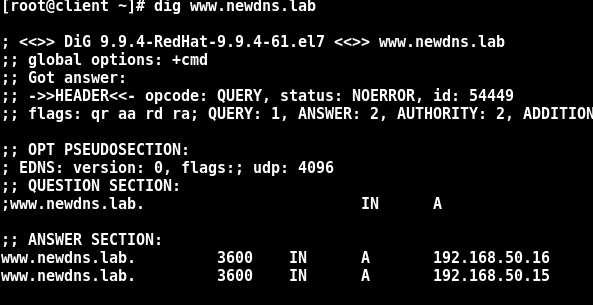 [root@client ~]# dig www.newdns.lab
; <<>> DiG 9.9.4-RedHat-9.9.4-61.el7 <<>> www.newdns.lab
;; global options: +cmd
;; Got answer:
;; ->>HEADER<<- opcode: QUERY, status: NOERROR, id: 54449
;; flags: qr aa rd ra; QUERY: 1, ANSWER: 2, AUTHORITY: 2, ADDITION
;; OPT PSEUDOSECTION:
; EDNS: version: 0, flags:; udp: 4096
;; QUESTION SECTION:
;www.newdns.lab. IN A
;; ANSWER SECTION:
www.newdns.lab. 3600 IN A 192.168.50.16
www.newdns.lab. 3600 IN A 192.168.50.15